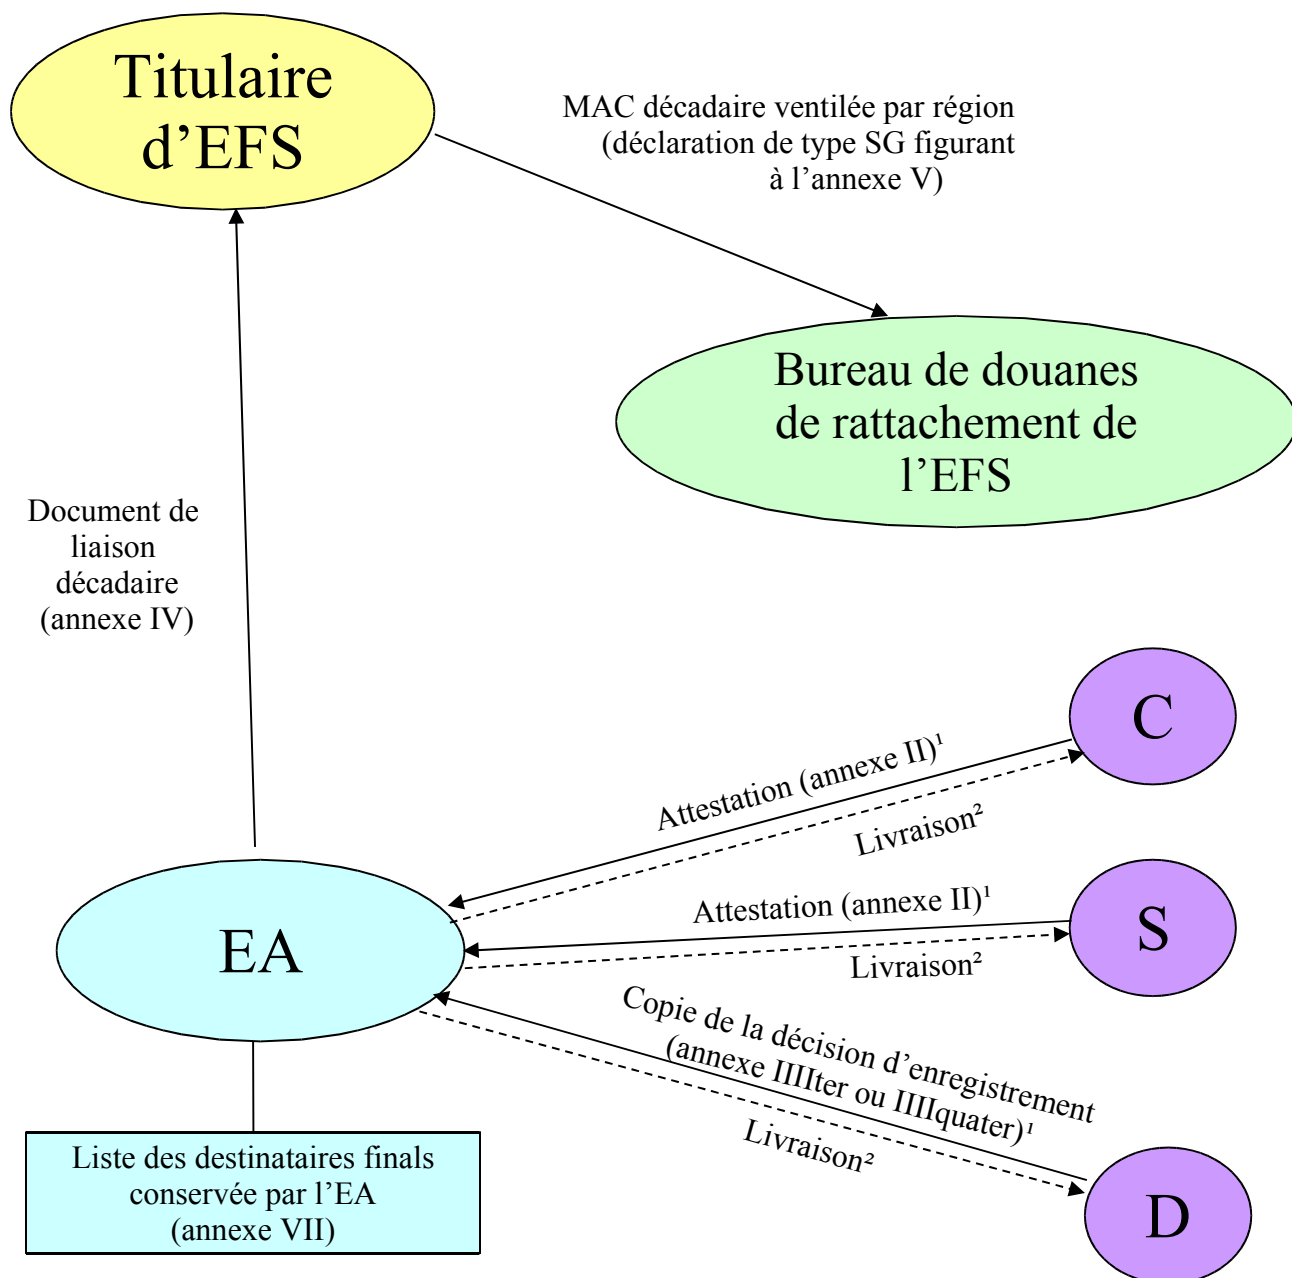 Titulaire
d’EFS
MAC décadaire ventilée par région
(déclaration de type SG figurant
à l’annexe V)
Bureau de douanes
de rattachement de
l’EFS
Document de
liaison
décadaire
(annexe IV)
C
Attestation (annexe II)¹
Livraison²
S
Attestation (annexe II)¹
Livraison²
EA
Copie de la décision d’enregistrement
(annexe IIIIter ou IIIIquater)¹
Livraison²
D
Liste des destinataires finals
conservée par l’EA
(annexe VII)